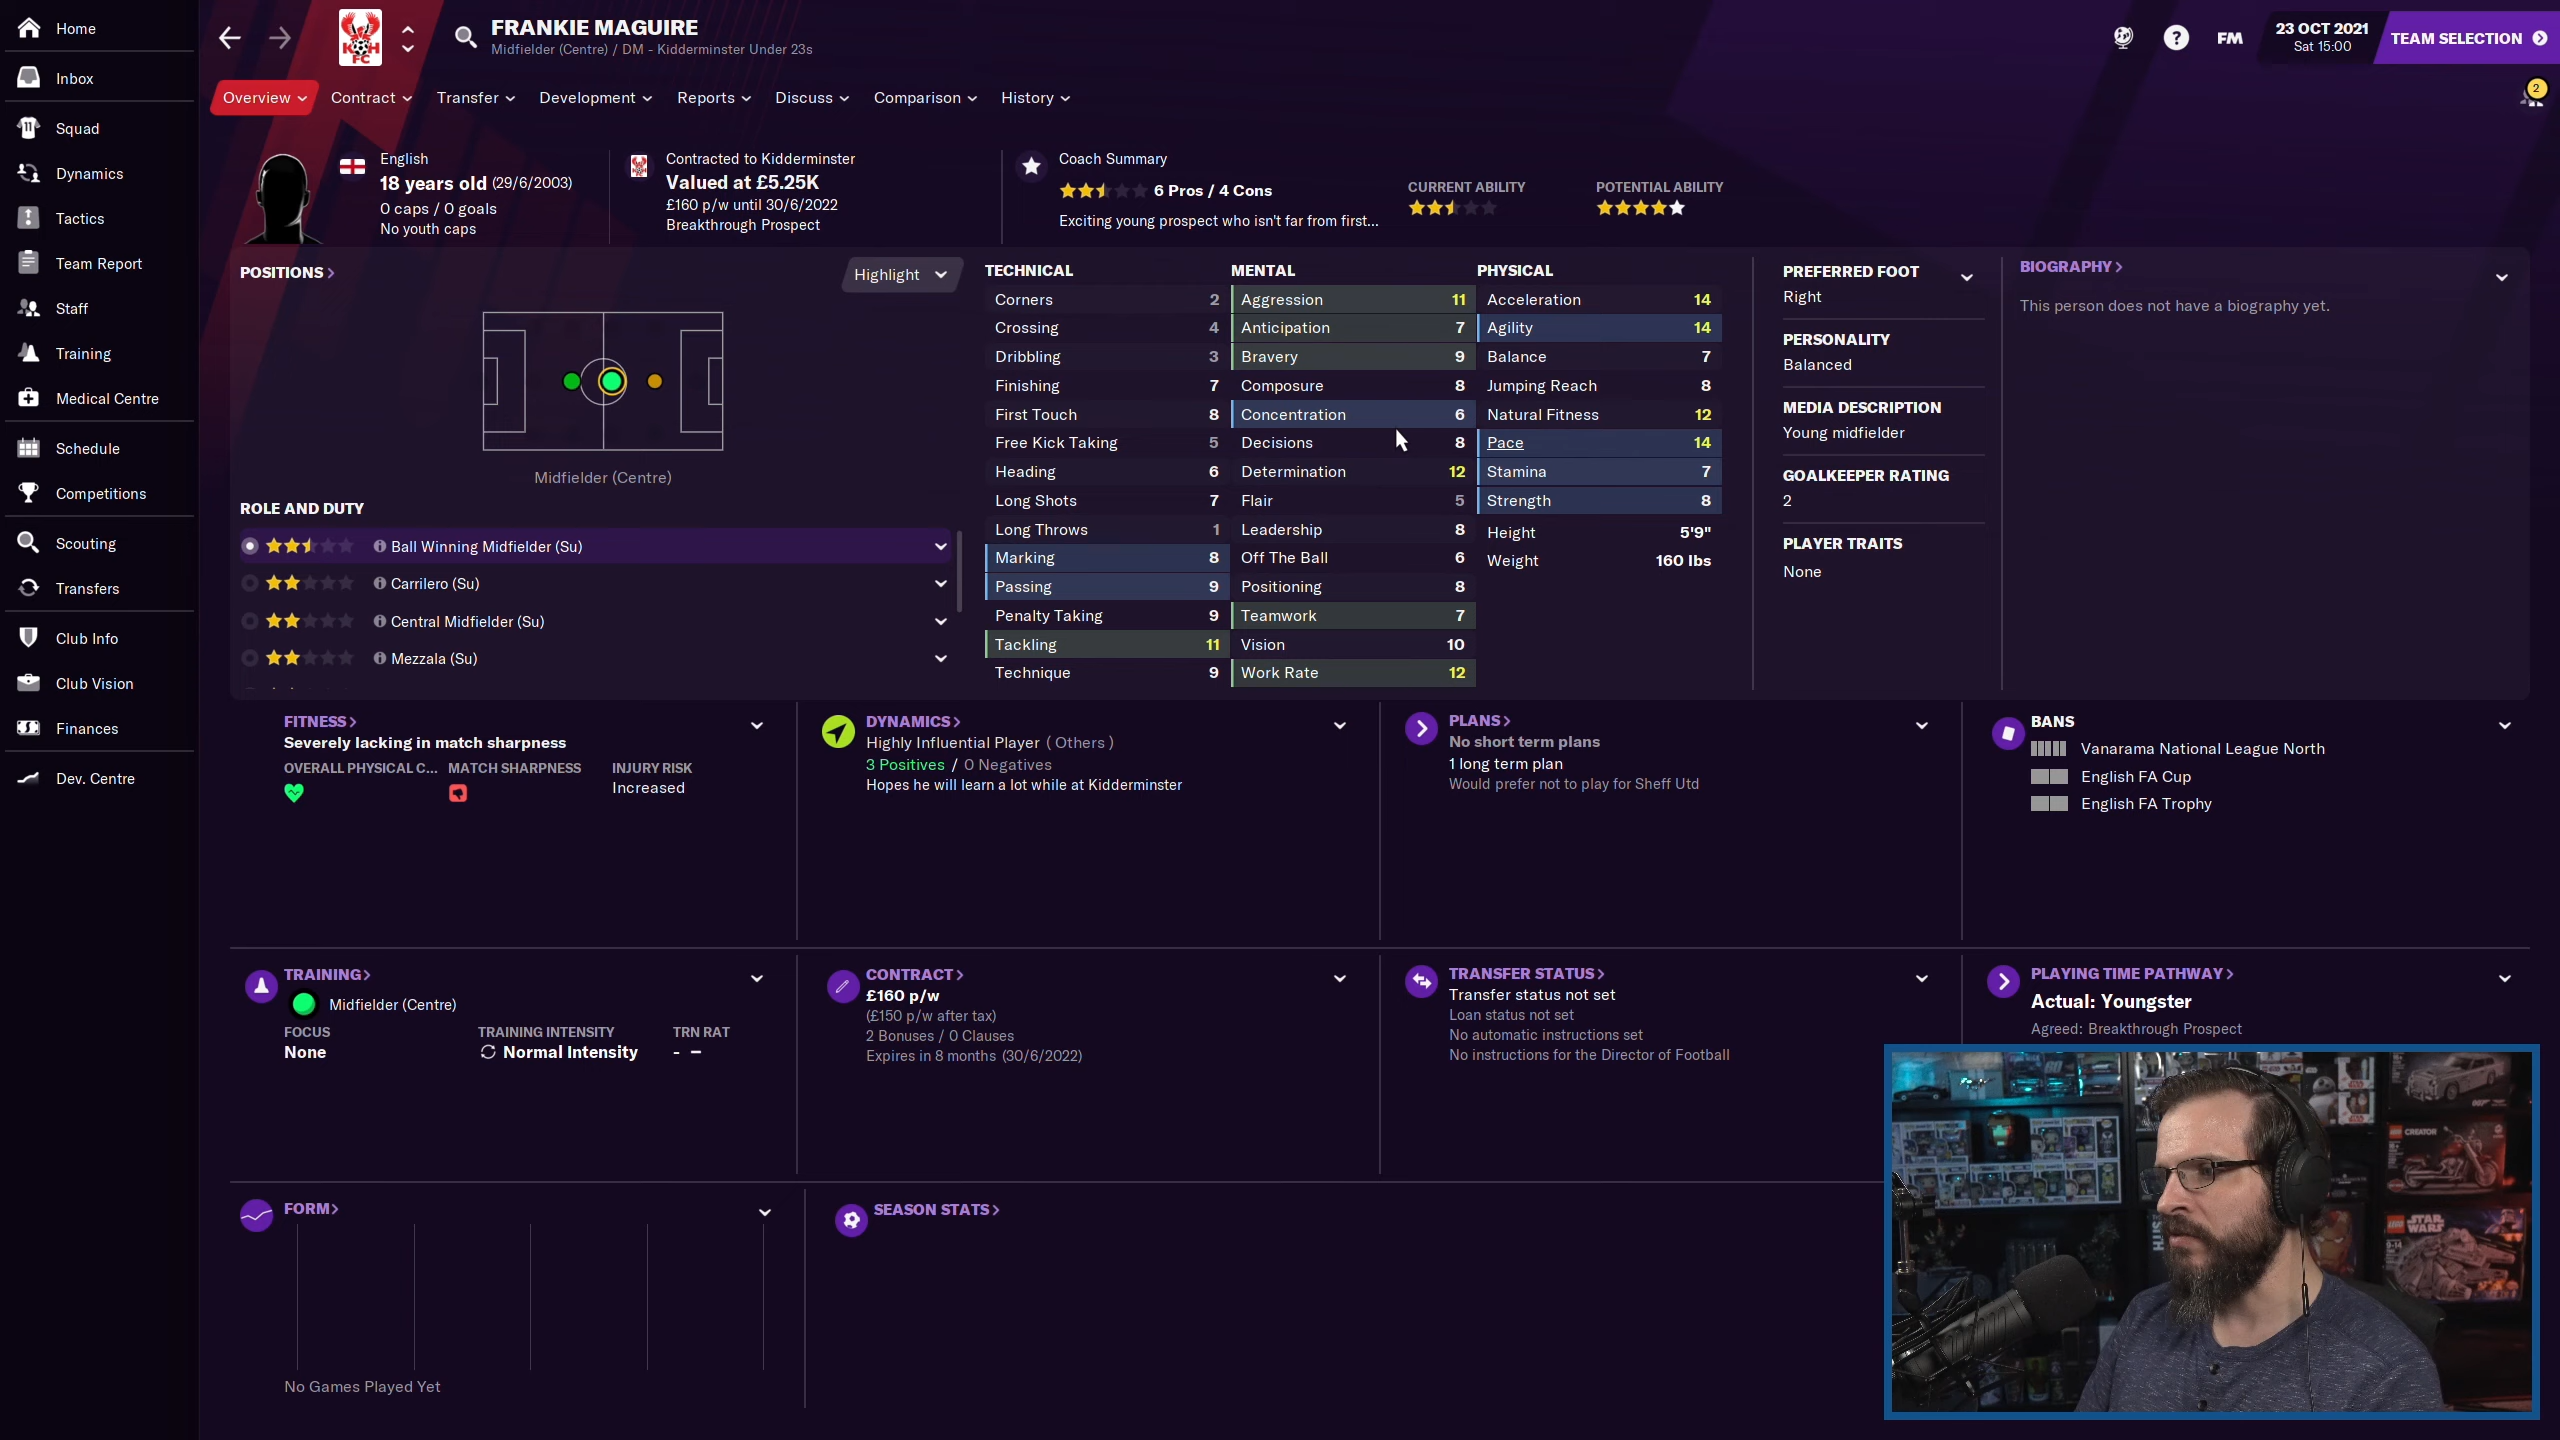 Home
Inbox
Squad
Dynamics
Tactics
Team Report
Staff
Training
Medical Centre
Schedule
Competitions
Scouting
Transfers
Club Info
Club Vision
Finances
Dev. Centre
KH
FC
FRANKIE MAGUIRE
Midfielder (Centre) / DM - Kidderminster Under 23s
?
FM
23 OCT 2021
Sat 15:00
TEAM SELECTION
Overview
Contract
Transfer
Development
Reports
Discuss
Comparison
History
2
English
18 years old (29/6/2003)
0 caps / 0 goals
No youth caps
Contracted to Kidderminster
Valued at £5.25K
£160 p/w until 30/6/2022
Breakthrough Prospect
Coach Summary
6 Pros / 4 Cons
Exciting young prospect who isn't far from first...
CURRENT ABILITY
POTENTIAL ABILITY
POSITIONS
Highlight
Midfielder (Centre)
ROLE AND DUTY
Ball Winning Midfielder (Su)
Carrilero (Su)
Central Midfielder (Su)
Mezzala (Su)
TECHNICAL
Corners 2
Crossing 4
Dribbling 3
Finishing 7
First Touch 8
Free Kick Taking 5
Heading 6
Long Shots 7
Long Throws 1
Marking 8
Passing 9
Penalty Taking 9
Tackling 11
Technique 9
MENTAL
Aggression 11
Anticipation 7
Bravery 9
Composure 8
Concentration 6
Decisions 8
Determination 12
Flair 5
Leadership 8
Off The Ball 6
Positioning 8
Teamwork 7
Vision 10
Work Rate 12
PHYSICAL
Acceleration 14
Agility 14
Balance 7
Jumping Reach 8
Natural Fitness 12
Pace 14
Stamina 7
Strength 8
Height 5'9"
Weight 160 lbs
PREFERRED FOOT
Right
PERSONALITY
Balanced
MEDIA DESCRIPTION
Young midfielder
GOALKEEPER RATING
2
PLAYER TRAITS
None
BIOGRAPHY
This person does not have a biography yet.
FITNESS
Severely lacking in match sharpness
OVERALL PHYSICAL C... MATCH SHARPNESS INJURY RISK
Increased
DYNAMICS
Highly Influential Player ( Others )
3 Positives / 0 Negatives
Hopes he will learn a lot while at Kidderminster
PLANS
No short term plans
1 long term plan
Would prefer not to play for Sheff Utd
BANS
Vanarama National League North
English FA Cup
English FA Trophy
TRAINING
Midfielder (Centre)
FOCUS TRAINING INTENSITY TRN RAT
None Normal Intensity - -
CONTRACT
£160 p/w
(£150 p/w after tax)
2 Bonuses / 0 Clauses
Expires in 8 months (30/6/2022)
TRANSFER STATUS
Transfer status not set
Loan status not set
No automatic instructions set
No instructions for the Director of Football
PLAYING TIME PATHWAY
Actual: Youngster
Agreed: Breakthrough Prospect
FORM
No Games Played Yet
SEASON STATS
CREATOR
007
STAR
WARS